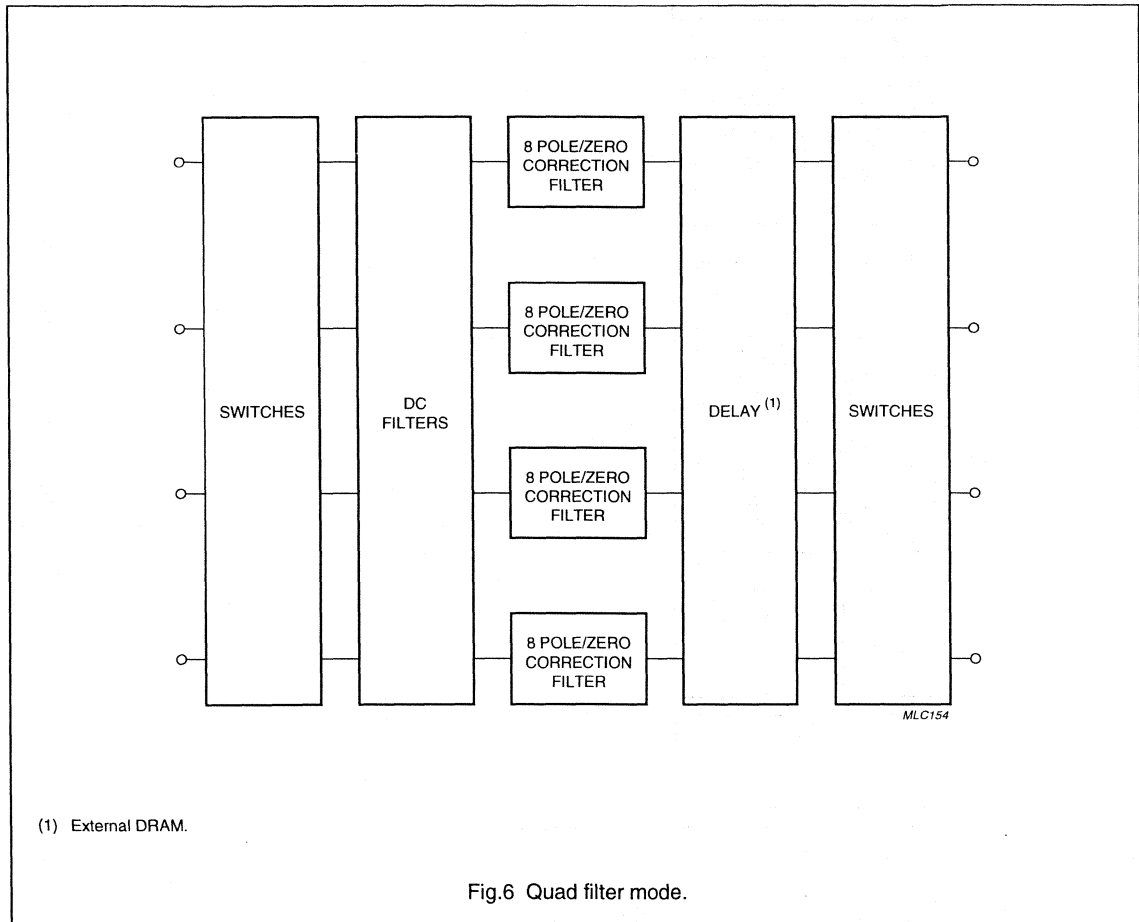 8 POLE/ZERO
CORRECTION
FILTER
8 POLE/ZERO
CORRECTION
FILTER
SWITCHES
DC
FILTERS
DELAY (1)
SWITCHES
8 POLE/ZERO
CORRECTION
FILTER
8 POLE/ZERO
CORRECTION
FILTER
MLC154
(1) External DRAM.
Fig.6 Quad filter mode.